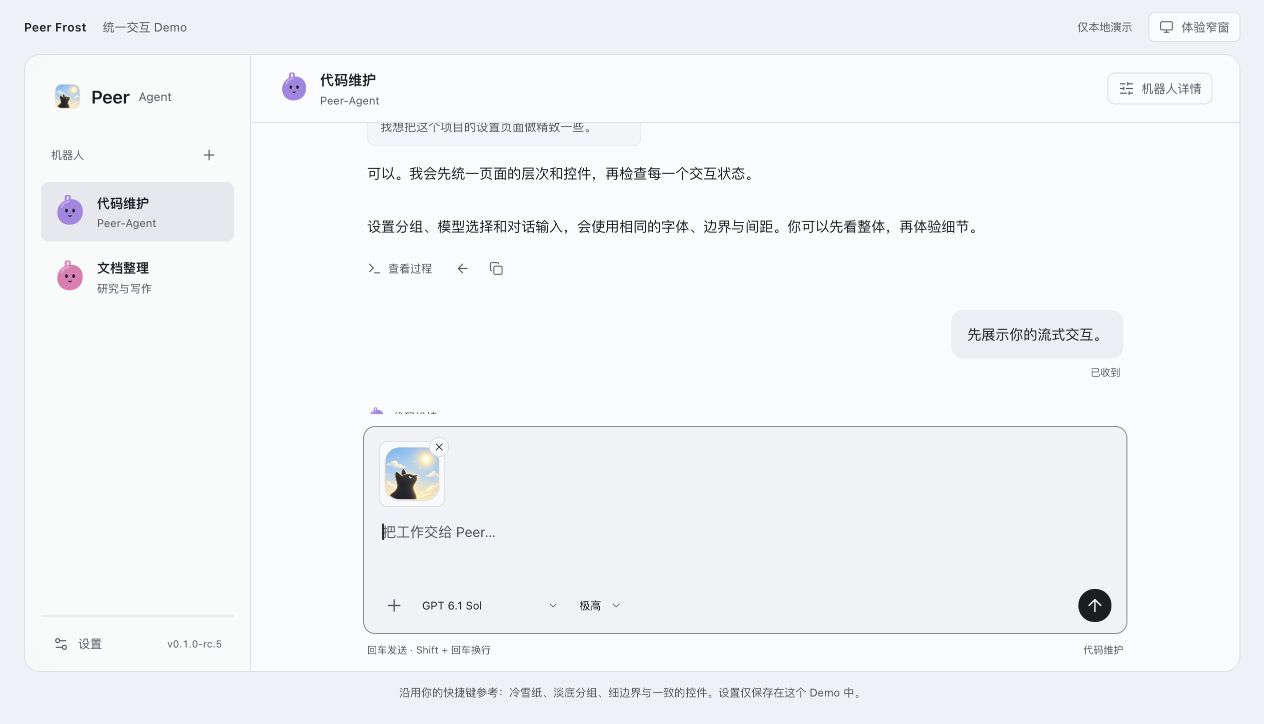 Peer Frost 统一交互 Demo
仅本地演示
体验窄窗
Peer Agent
机器人
代码维护
Peer-Agent
文档整理
研究与写作
设置
v0.1.0-rc.5
代码维护
Peer-Agent
机器人详情
我想把这个项目的设置页面做精致一些。
可以。我会先统一页面的层次和控件，再检查每一个交互状态。
设置分组、模型选择和对话输入，会使用相同的字体、边界与间距。你可以先看整体，再体验细节。
查看过程
先展示你的流式交互。
已收到
代码维护
把工作交给 Peer...
GPT 6.1 Sol
极高
回车发送 · Shift + 回车换行
代码维护
沿用你的快捷键参考：冷雪纸、淡底分组、细边界与一致的控件。设置仅保存在这个 Demo 中。